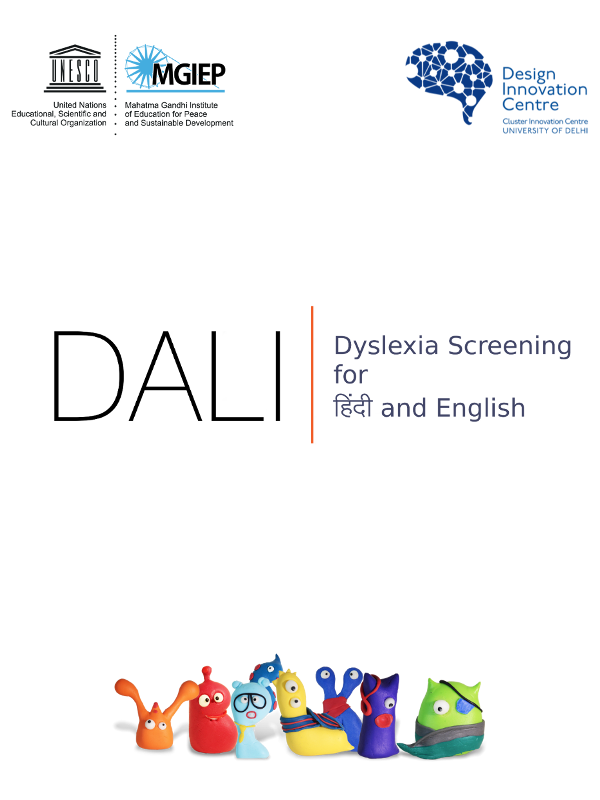 UNESCO
United Nations
Educational, Scientific and
Cultural Organization
MGIEP
Mahatma Gandhi Institute
of Education for Peace
and Sustainable Development
Design
Innovation
Centre
Cluster Innovation Centre
UNIVERSITY OF DELHI
DALI
Dyslexia Screening
for
हिंदी and English